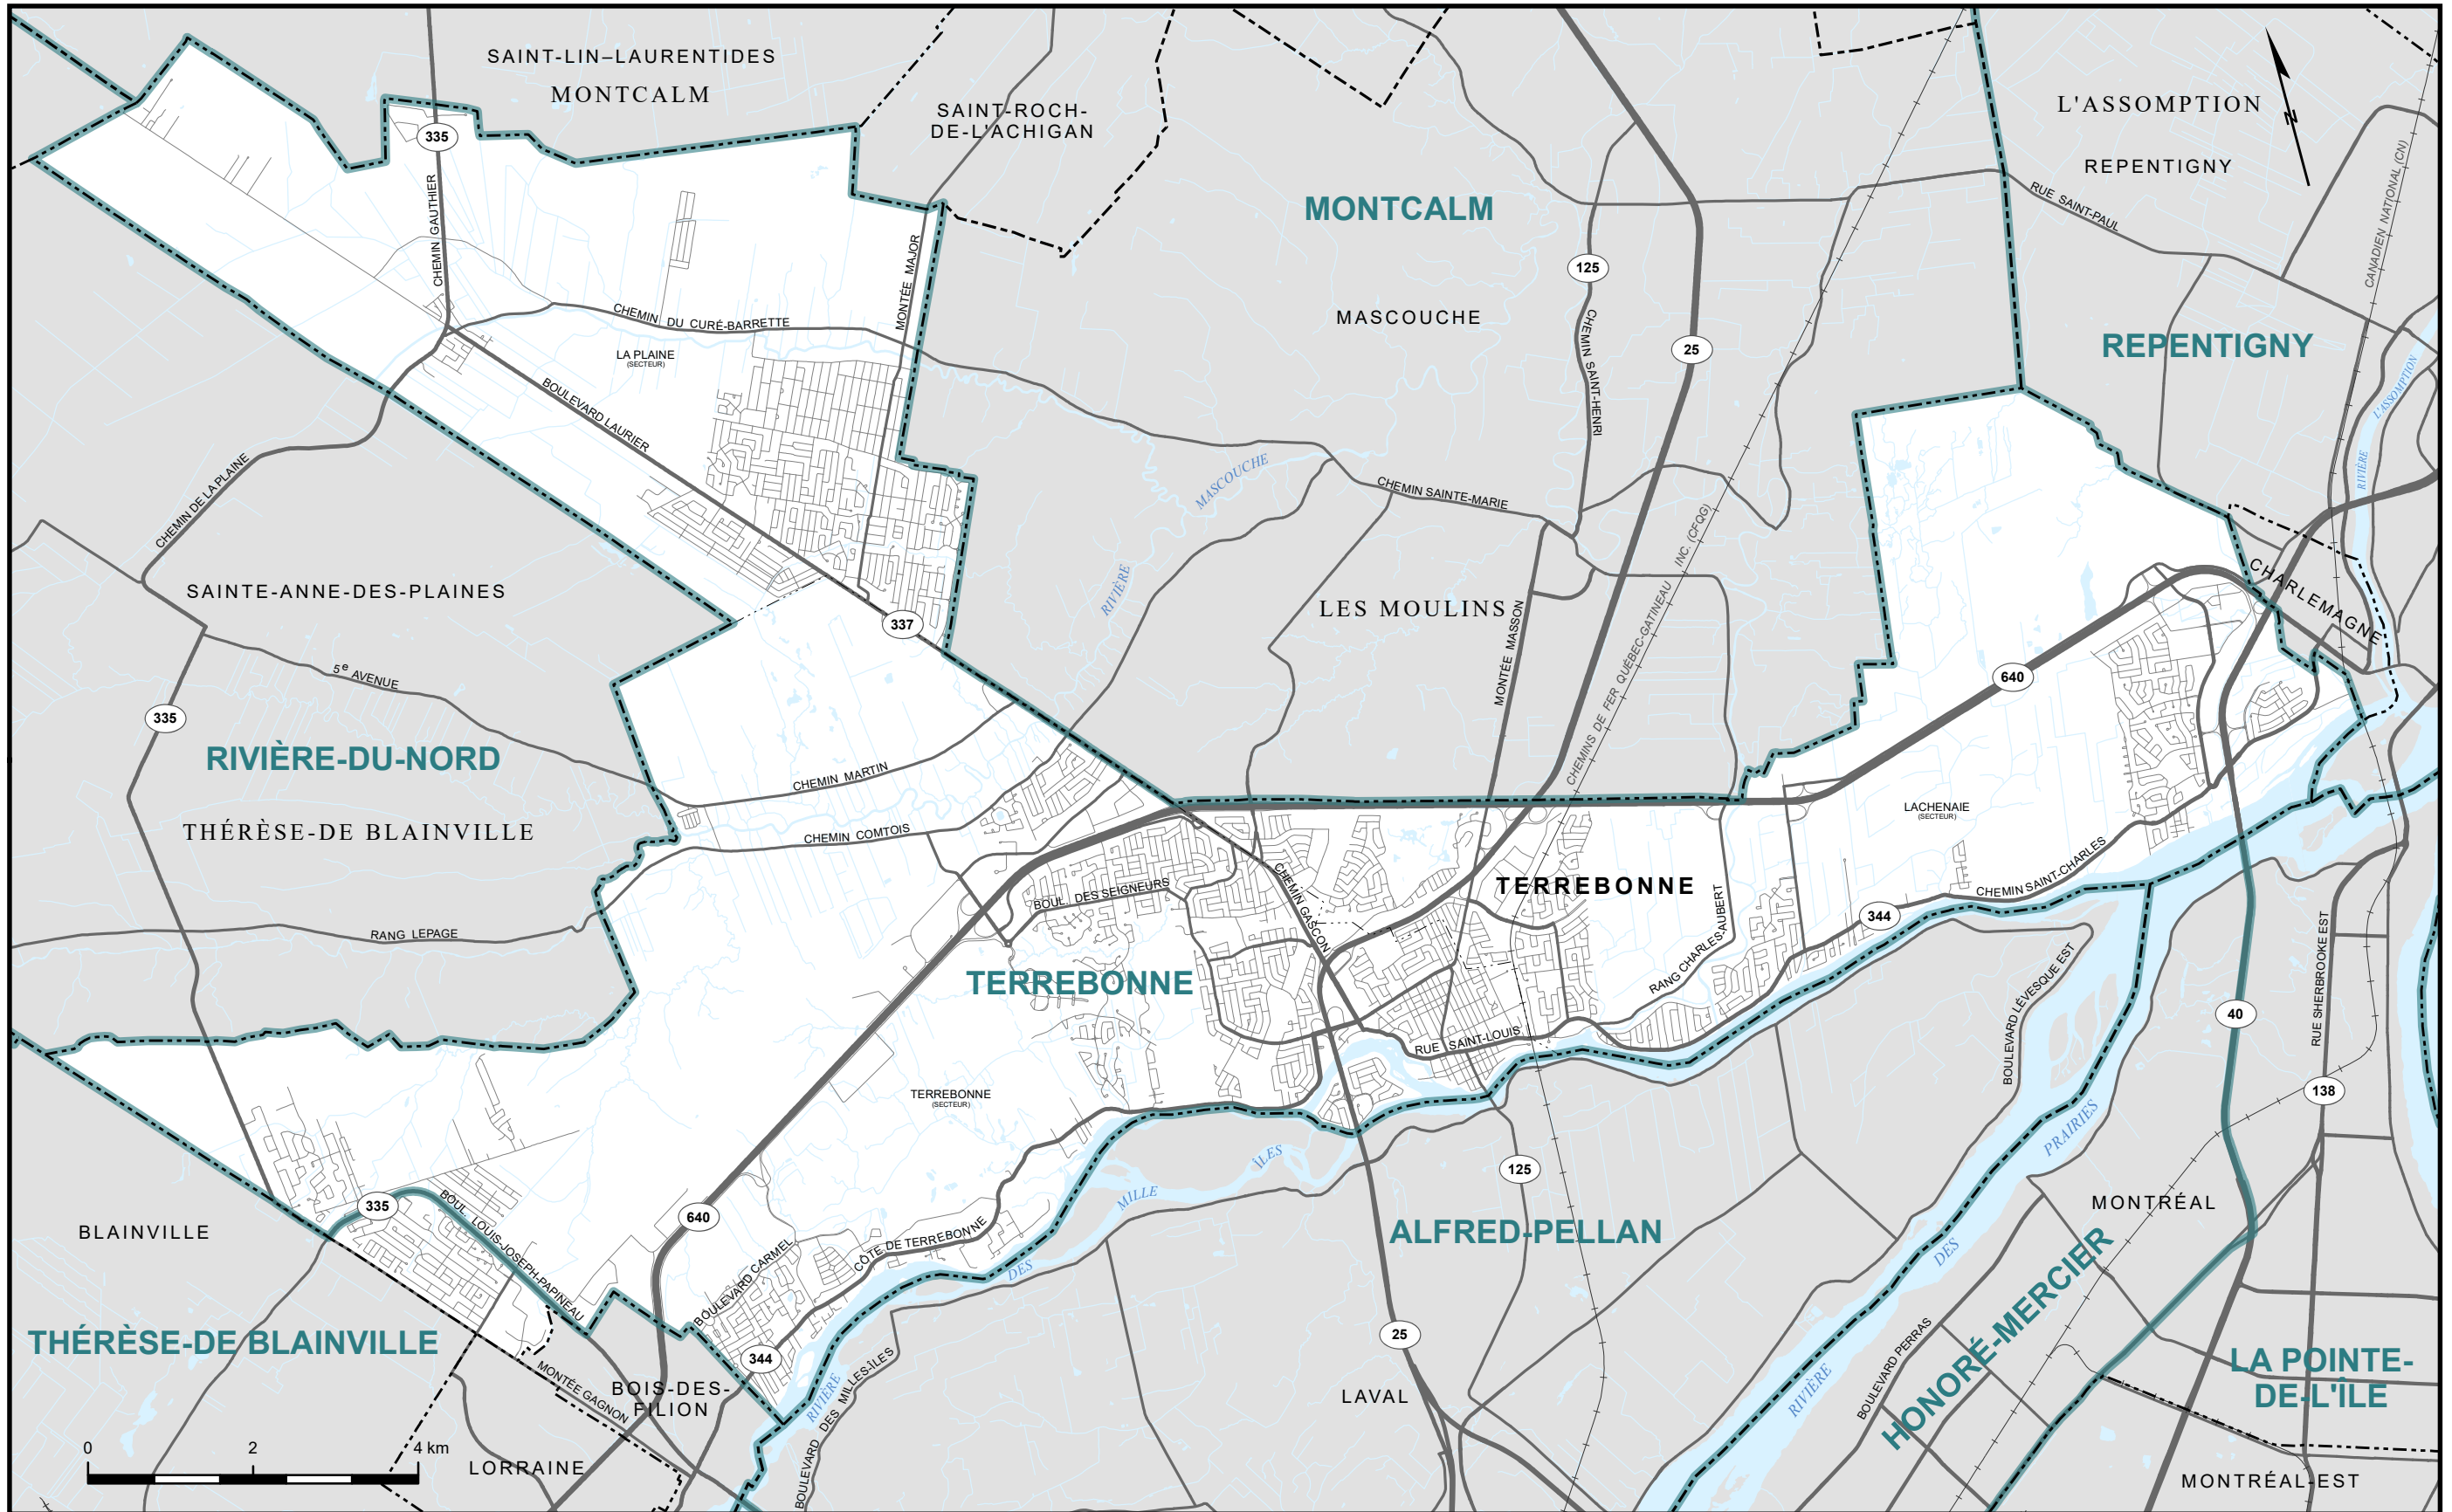 SAINT-LIN–LAURENTIDES
MONTCALM
SAINT-ROCH-
DE-L'ACHIGAN
L'ASSOMPTION
REPENTIGNY
N
335
CHEMIN GAUTHIER
MONTÉE MAJOR
MONTCALM
RUE SAINT-PAUL
CANADIEN NATIONAL (CN)
125
MASCOUCHE
CHEMIN DU CURÉ-BARRETTE
LA PLAINE
(SECTEUR)
25
REPENTIGNY
CHEMIN SAINT-HENRI
BOULEVARD LAURIER
RIVIÈRE
L'ASSOMPTION
CHEMIN DE LA PLAINE
RIVIÈRE
MASCOUCHE
CHEMIN SAINTE-MARIE
CHEMINS DE FER QUÉBEC-GATINEAU INC. (CFQG)
SAINTE-ANNE-DES-PLAINES
337
LES MOULINS
MONTÉE MASSON
CHARLEMAGNE
5e AVENUE
640
335
RIVIÈRE-DU-NORD
CHEMIN MARTIN
THÉRÈSE-DE BLAINVILLE
CHEMIN COMTOIS
LACHENAIE
(SECTEUR)
BOUL. DES SEIGNEURS
CHEMIN GASCON
TERREBONNE
RANG CHARLES-AUBERT
CHEMIN SAINT-CHARLES
344
RANG LEPAGE
TERREBONNE
BOULEVARD LÉVESQUE EST
RUE SHERBROOKE EST
40
RUE SAINT-LOUIS
TERREBONNE
(SECTEUR)
138
RIVIÈRE
DES
PRAIRIES
125
RIVIÈRE
DES
MILLE
ÎLES
335
BOUL. LOUIS-JOSEPH-PAPINEAU
640
BLAINVILLE
ALFRED-PELLAN
MONTRÉAL
BOULEVARD CARMEL
CÔTE DE TERREBONNE
HONORÉ-MERCIER
THÉRÈSE-DE BLAINVILLE
25
344
BOULEVARD PERRAS
LA POINTE-
DE-L'ÎLE
MONTÉE GAGNON
BOIS-DES-
FILION
BOULEVARD DES MILLES-ÎLES
LAVAL
0 2 4 km
LORRAINE
MONTRÉAL-EST